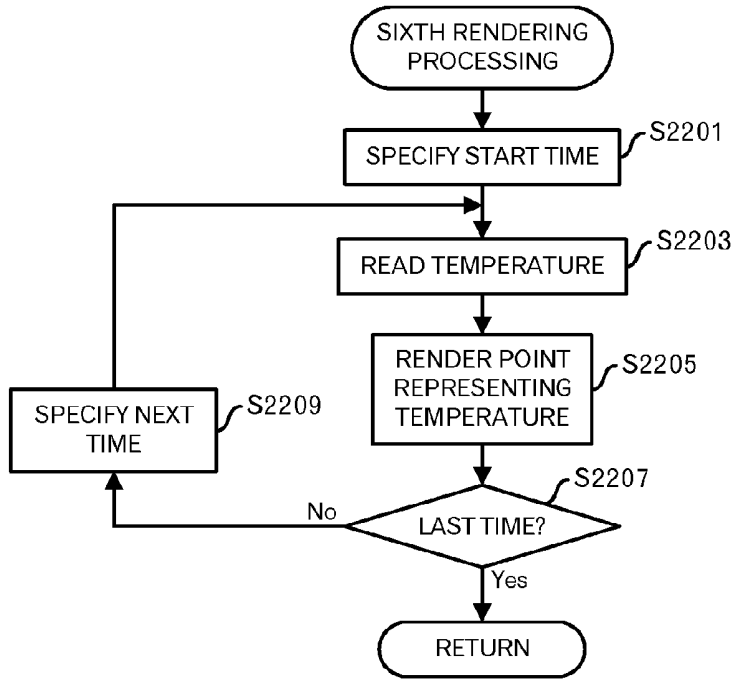 SIXTH RENDERING
PROCESSING
S2201
SPECIFY START TIME
S2203
READ TEMPERATURE
RENDER POINT
REPRESENTING
TEMPERATURE
S2205
SPECIFY NEXT
TIME
S2209
S2207
No
LAST TIME?
Yes
RETURN